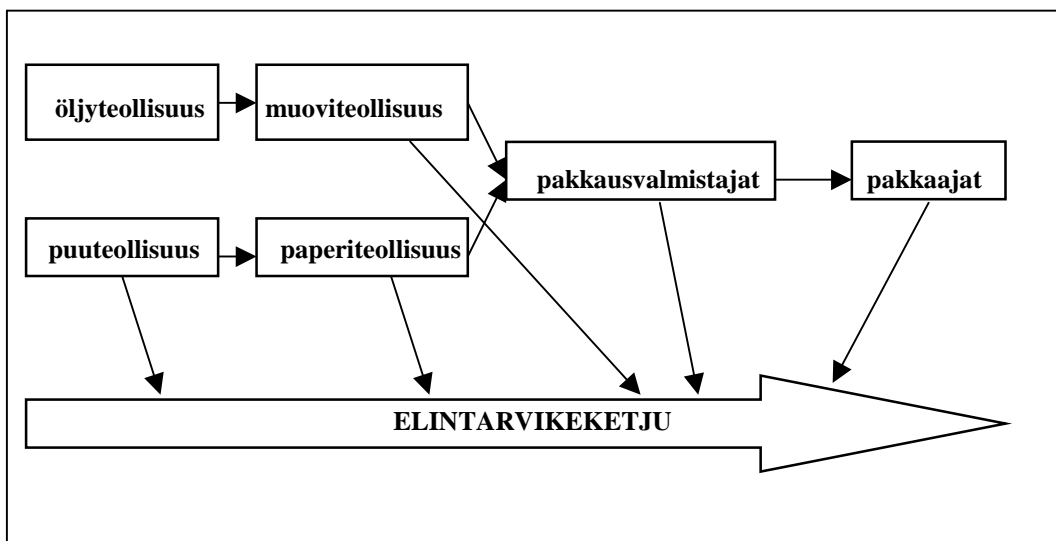 öljyteollisuus
muoviteollisuus
pakkausvalmistajat
pakkaajat
puuteollisuus
paperiteollisuus
ELINTARVIKEKETJU